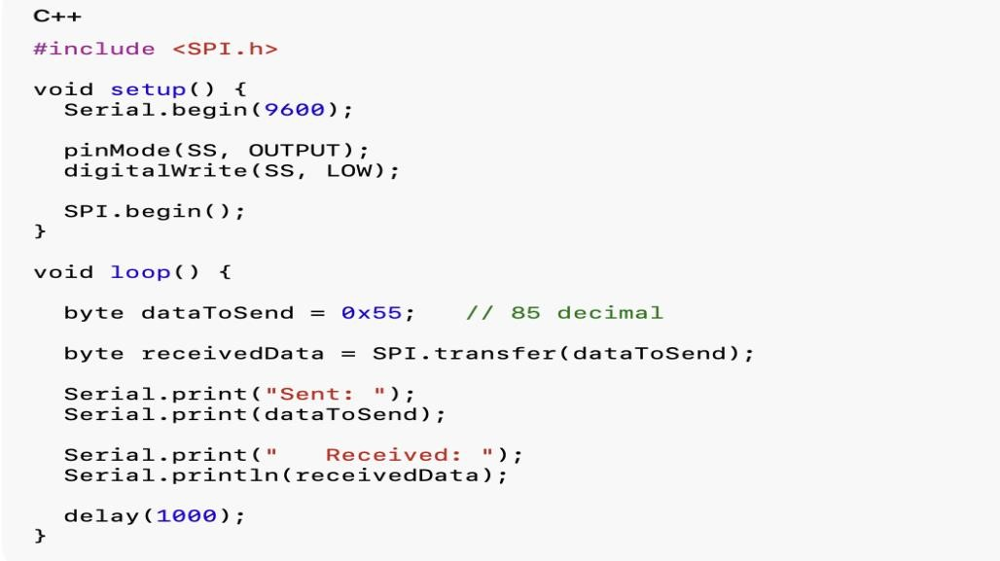 C++
#include <SPI.h>
void setup() {
Serial.begin(9600);
pinMode(SS, OUTPUT);
digitalWrite(SS, LOW);
SPI.begin();
}
void loop() {
byte dataToSend = 0x55;   // 85 decimal
byte receivedData = SPI.transfer(dataToSend);
Serial.print("Sent: ");
Serial.print(dataToSend);
Serial.print("   Received: ");
Serial.println(receivedData);
delay(1000);
}